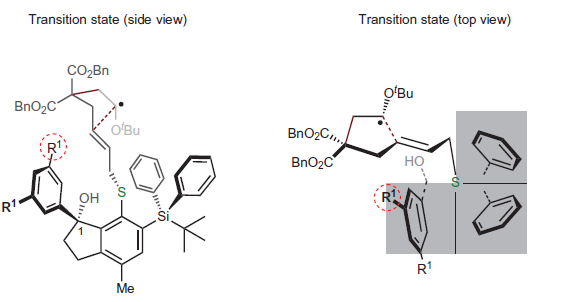 Transition state (side view)
Transition state (top view)
CO₂Bn
BnO₂C
OᵗBu
R¹
R¹
OH
S
Si
1
Me
OᵗBu
BnO₂C
BnO₂C
HO
S
R¹
R¹